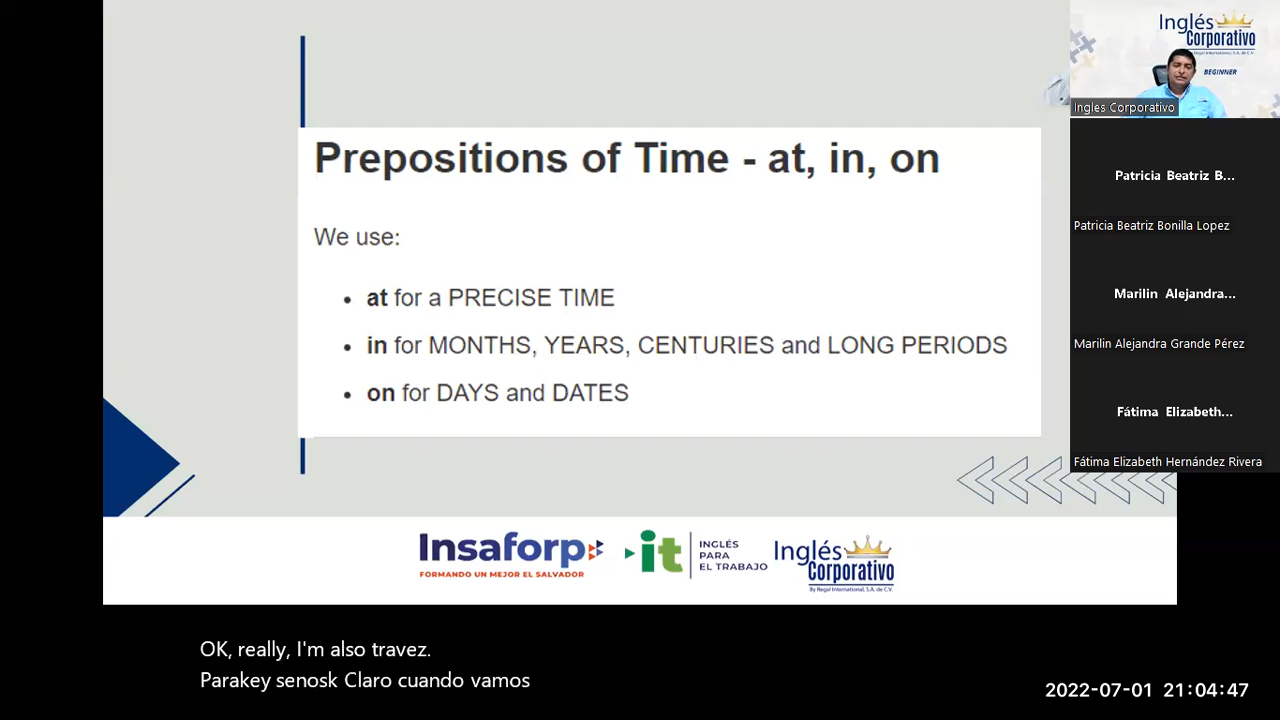 Prepositions of Time - at, in, on
We use:
• at for a PRECISE TIME
• in for MONTHS, YEARS, CENTURIES and LONG PERIODS
• on for DAYS and DATES
Insaforp
FORMANDO UN MEJOR EL SALVADOR
it
INGLÉS
PARA
EL TRABAJO
Inglés
Corporativo
By Regal International, S.A. de C.V.
Inglés
Corporativo
By Regal International, S.A. de C.V.
BEGINNER
Ingles Corporativo
Patricia Beatriz B...
Patricia Beatriz Bonilla Lopez
Marilin Alejandra...
Marilin Alejandra Grande Pérez
Fátima Elizabeth...
Fátima Elizabeth Hernández Rivera
OK, really, I'm also travez.
Parakey senosk Claro cuando vamos
2022-07-01 21:04:47